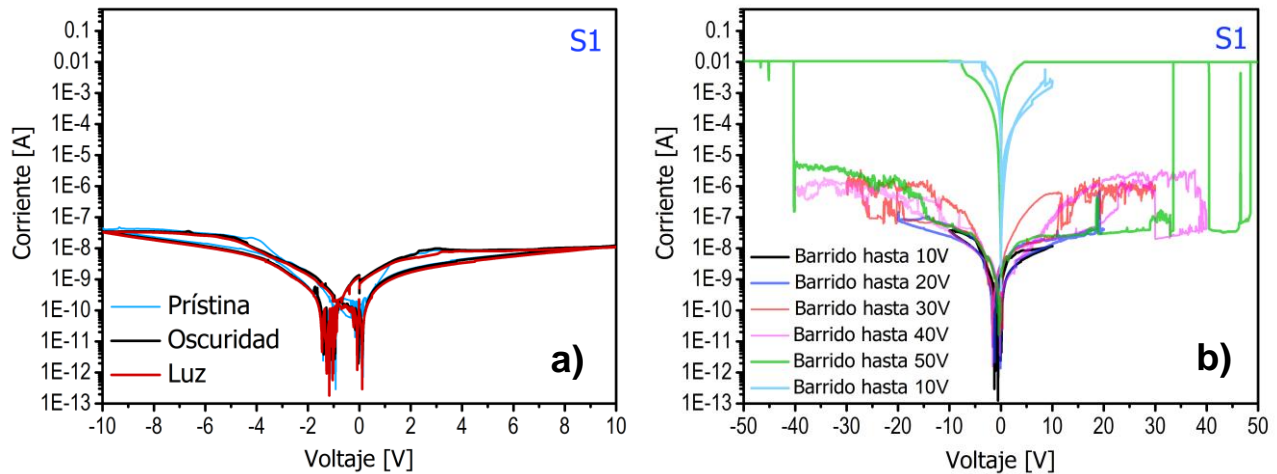 S1
Corriente [A]
0.1
0.01
1E-3
1E-4
1E-5
1E-6
1E-7
1E-8
1E-9
1E-10
1E-11
1E-12
1E-13
Prístina
Oscuridad
Luz
a)
-10 -8 -6 -4 -2 0 2 4 6 8 10
Voltaje [V]
S1
Corriente [A]
0.1
0.01
1E-3
1E-4
1E-5
1E-6
1E-7
1E-8
1E-9
1E-10
1E-11
1E-12
1E-13
Barrido hasta 10V
Barrido hasta 20V
Barrido hasta 30V
Barrido hasta 40V
Barrido hasta 50V
Barrido hasta 10V
b)
-50 -40 -30 -20 -10 0 10 20 30 40 50
Voltaje [V]